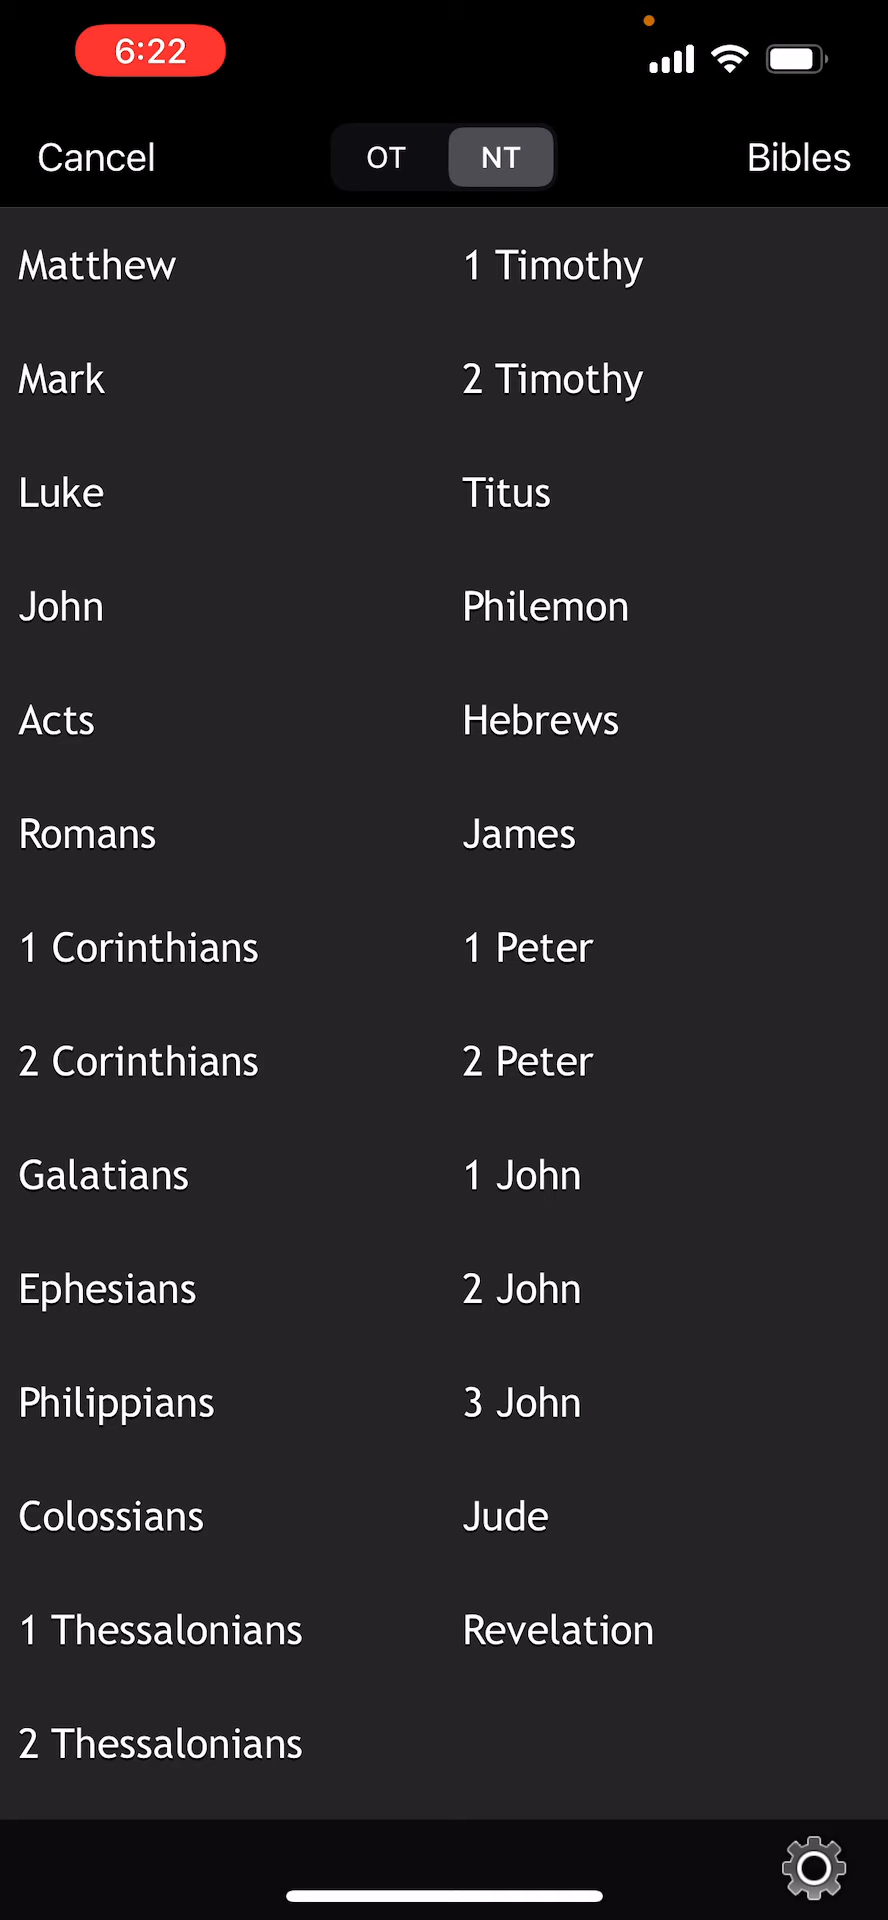 6:22
Cancel OT NT Bibles
Matthew 1 Timothy
Mark 2 Timothy
Luke Titus
John Philemon
Acts Hebrews
Romans James
1 Corinthians 1 Peter
2 Corinthians 2 Peter
Galatians 1 John
Ephesians 2 John
Philippians 3 John
Colossians Jude
1 Thessalonians Revelation
2 Thessalonians